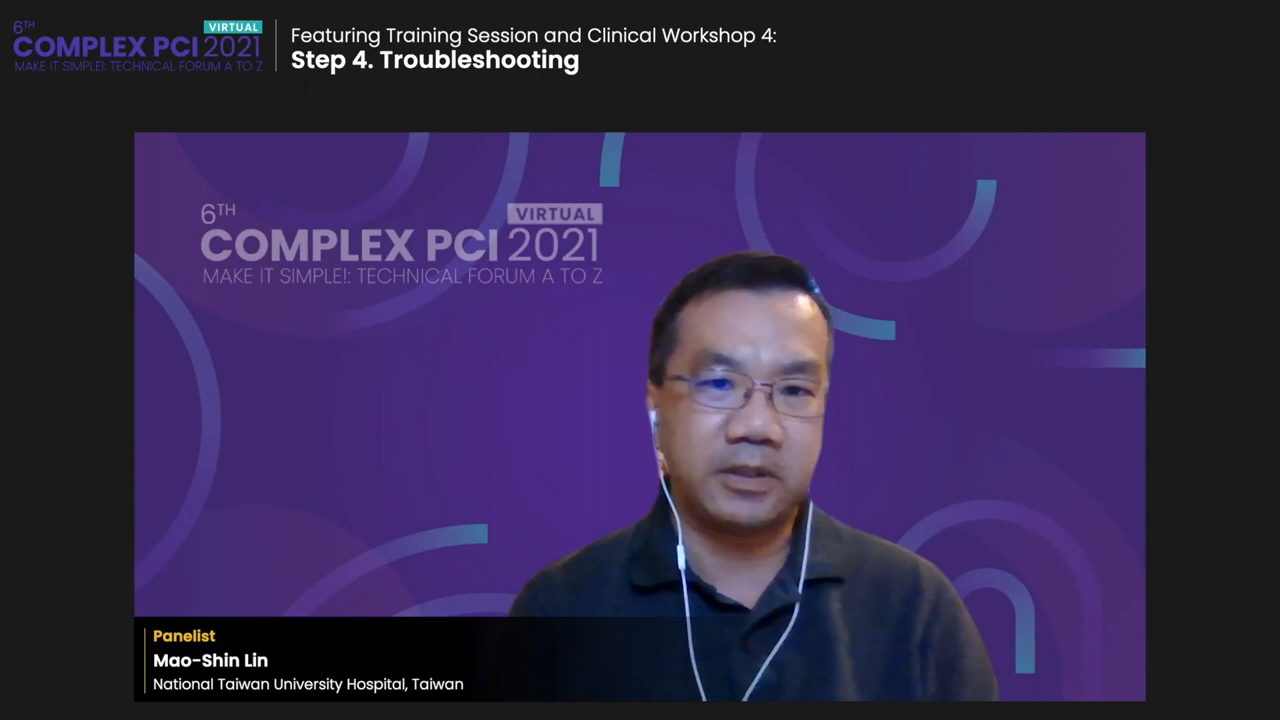 6TH VIRTUAL
COMPLEX PCI 2021
MAKE IT SIMPLE!: TECHNICAL FORUM A TO Z
Featuring Training Session and Clinical Workshop 4:
Step 4. Troubleshooting
6TH VIRTUAL
COMPLEX PCI 2021
MAKE IT SIMPLE!: TECHNICAL FORUM A TO Z
Panelist
Mao-Shin Lin
National Taiwan University Hospital, Taiwan